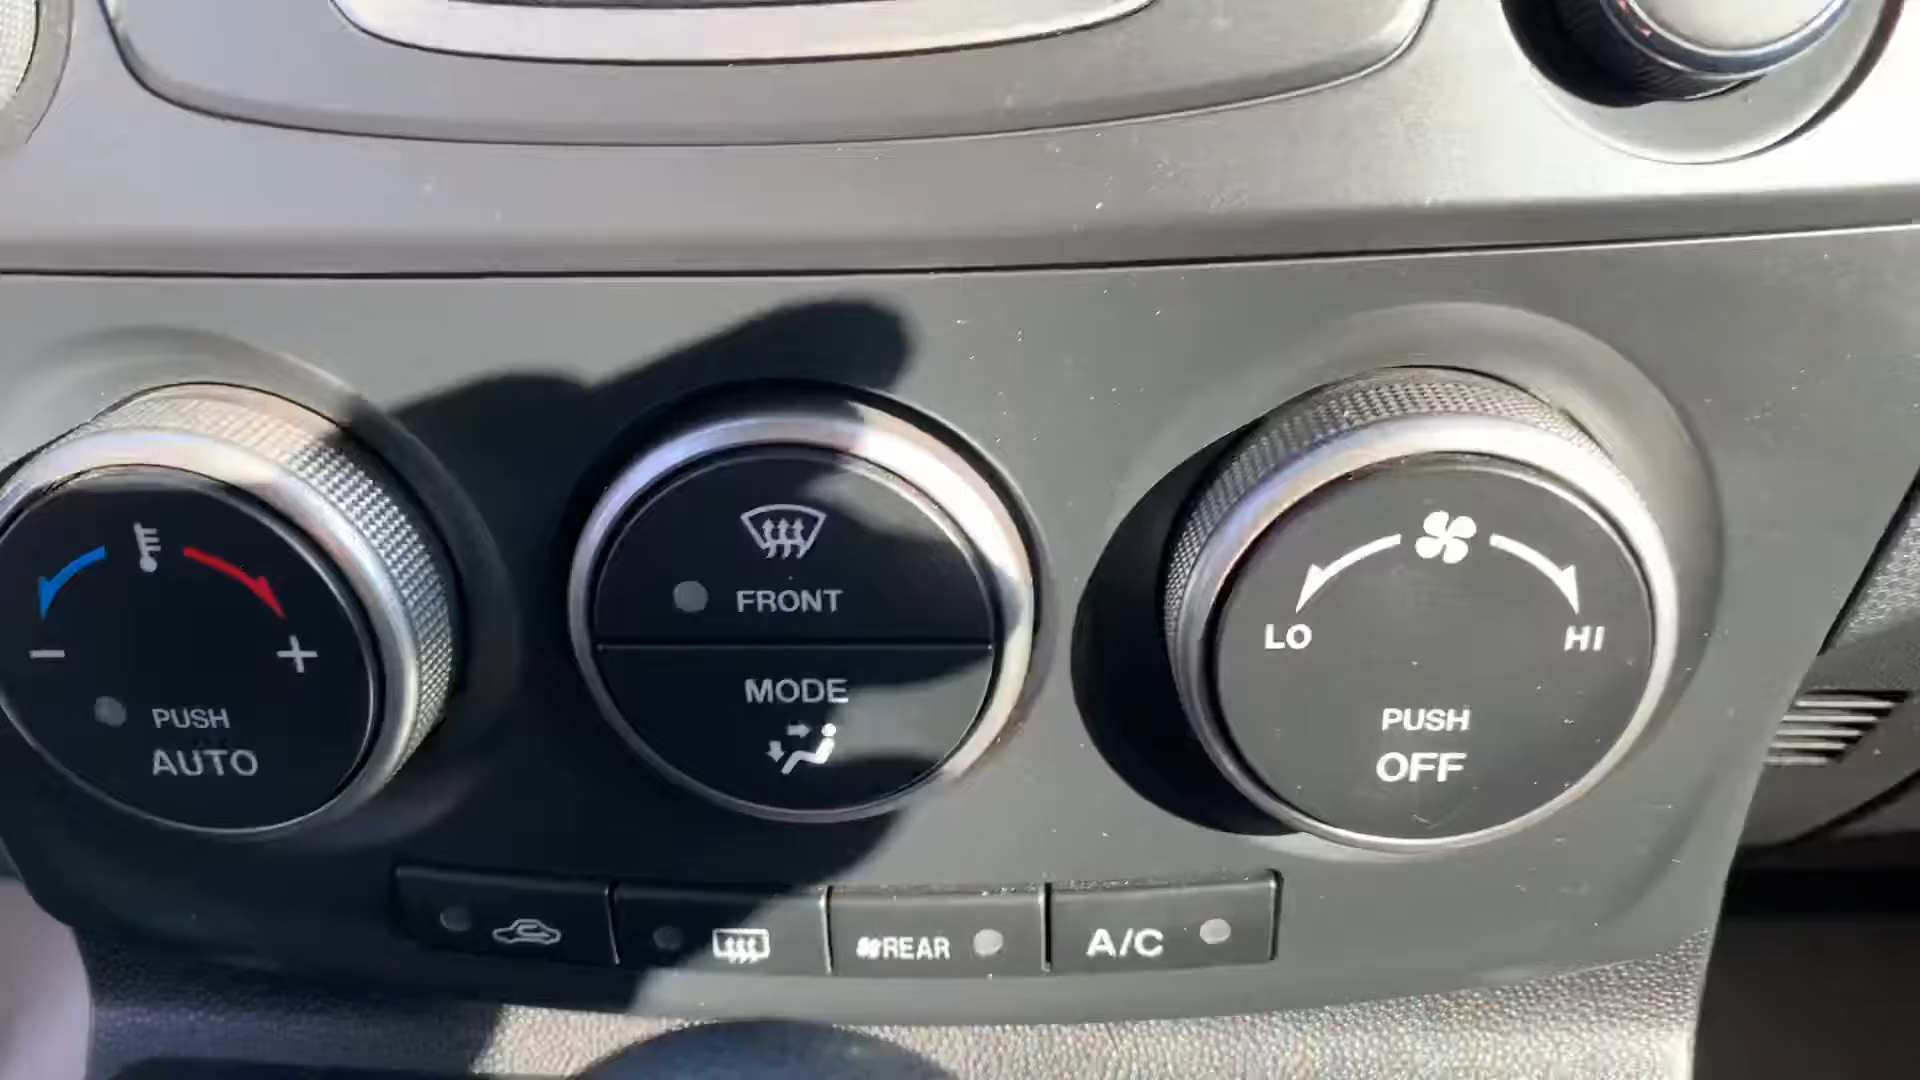 − +
PUSH
AUTO
FRONT
MODE
LO HI
PUSH
OFF
REAR
A/C